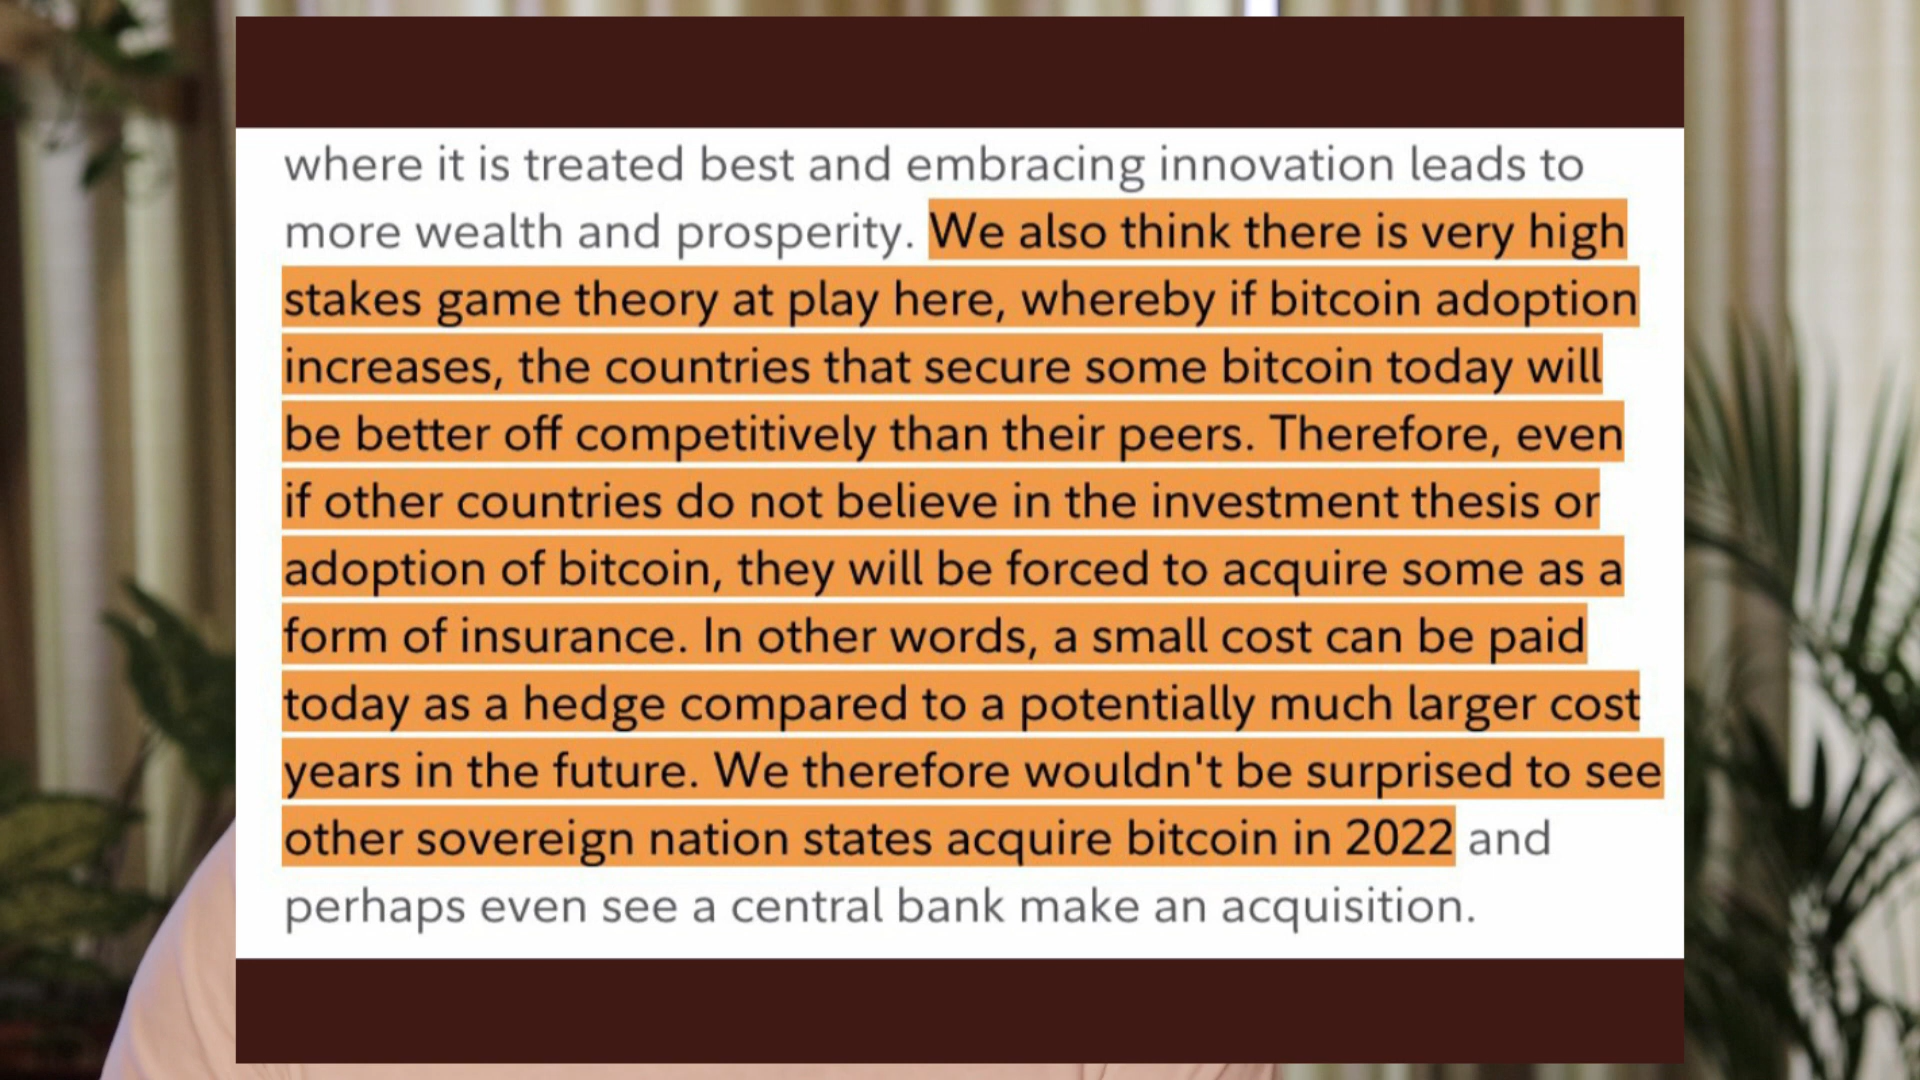 where it is treated best and embracing innovation leads to
more wealth and prosperity. We also think there is very high
stakes game theory at play here, whereby if bitcoin adoption
increases, the countries that secure some bitcoin today will
be better off competitively than their peers. Therefore, even
if other countries do not believe in the investment thesis or
adoption of bitcoin, they will be forced to acquire some as a
form of insurance. In other words, a small cost can be paid
today as a hedge compared to a potentially much larger cost
years in the future. We therefore wouldn't be surprised to see
other sovereign nation states acquire bitcoin in 2022 and
perhaps even see a central bank make an acquisition.